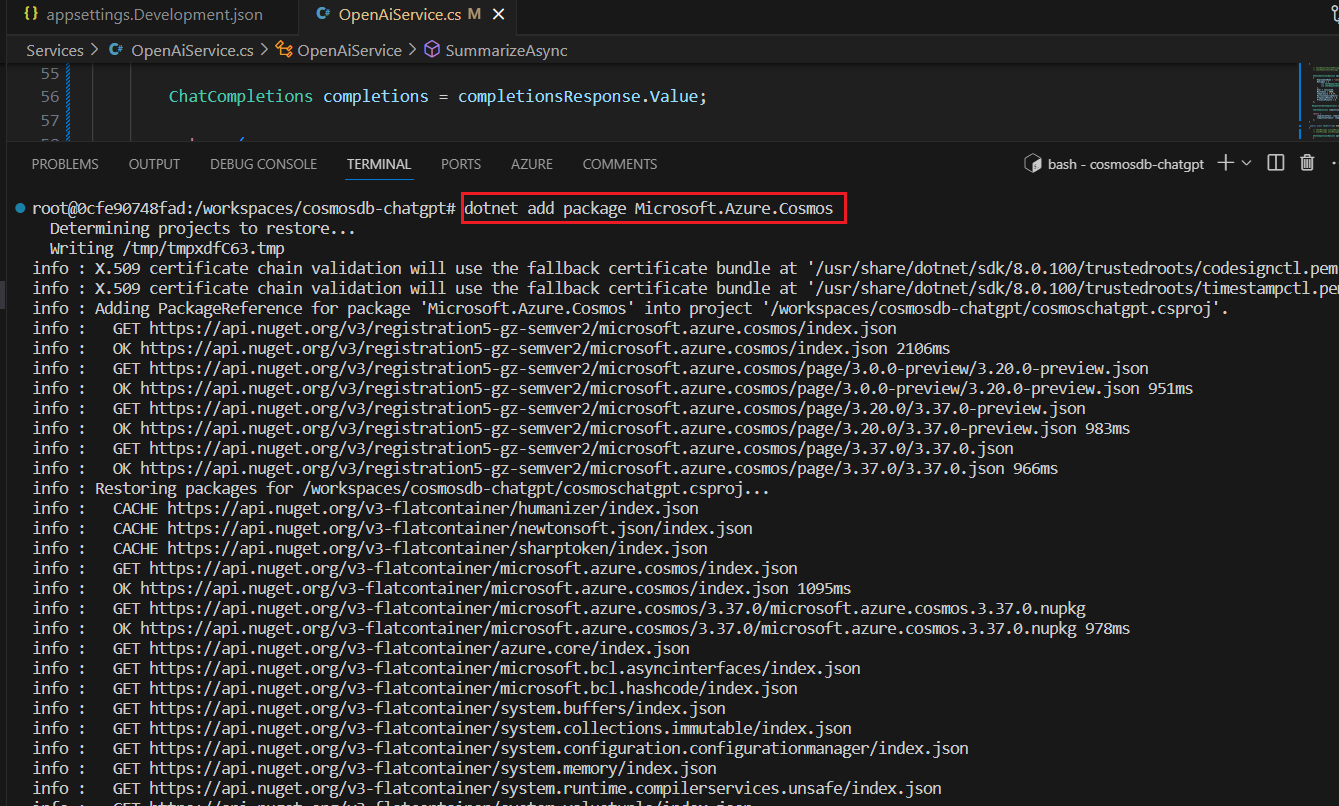 {} appsettings.Development.json
C# OpenAiService.cs M ×
Services > C# OpenAiService.cs > OpenAiService > SummarizeAsync
55
56 ChatCompletions completions = completionsResponse.Value;
57
PROBLEMS OUTPUT DEBUG CONSOLE TERMINAL PORTS AZURE COMMENTS
bash - cosmosdb-chatgpt
root@0cfe90748fad:/workspaces/cosmosdb-chatgpt# dotnet add package Microsoft.Azure.Cosmos
Determining projects to restore...
Writing /tmp/tmpxdfC63.tmp
info : X.509 certificate chain validation will use the fallback certificate bundle at '/usr/share/dotnet/sdk/8.0.100/trustedroots/codesignctl.pem
info : X.509 certificate chain validation will use the fallback certificate bundle at '/usr/share/dotnet/sdk/8.0.100/trustedroots/timestampctl.pem
info : Adding PackageReference for package 'Microsoft.Azure.Cosmos' into project '/workspaces/cosmosdb-chatgpt/cosmoschatgpt.csproj'.
info :   GET https://api.nuget.org/v3/registration5-gz-semver2/microsoft.azure.cosmos/index.json
info :   OK https://api.nuget.org/v3/registration5-gz-semver2/microsoft.azure.cosmos/index.json 2106ms
info :   GET https://api.nuget.org/v3/registration5-gz-semver2/microsoft.azure.cosmos/page/3.0.0-preview/3.20.0-preview.json
info :   OK https://api.nuget.org/v3/registration5-gz-semver2/microsoft.azure.cosmos/page/3.0.0-preview/3.20.0-preview.json 951ms
info :   GET https://api.nuget.org/v3/registration5-gz-semver2/microsoft.azure.cosmos/page/3.20.0/3.37.0-preview.json
info :   OK https://api.nuget.org/v3/registration5-gz-semver2/microsoft.azure.cosmos/page/3.20.0/3.37.0-preview.json 983ms
info :   GET https://api.nuget.org/v3/registration5-gz-semver2/microsoft.azure.cosmos/page/3.37.0/3.37.0.json
info :   OK https://api.nuget.org/v3/registration5-gz-semver2/microsoft.azure.cosmos/page/3.37.0/3.37.0.json 966ms
info : Restoring packages for /workspaces/cosmosdb-chatgpt/cosmoschatgpt.csproj...
info :   CACHE https://api.nuget.org/v3-flatcontainer/humanizer/index.json
info :   CACHE https://api.nuget.org/v3-flatcontainer/newtonsoft.json/index.json
info :   CACHE https://api.nuget.org/v3-flatcontainer/sharptoken/index.json
info :   GET https://api.nuget.org/v3-flatcontainer/microsoft.azure.cosmos/index.json
info :   OK https://api.nuget.org/v3-flatcontainer/microsoft.azure.cosmos/index.json 1095ms
info :   GET https://api.nuget.org/v3-flatcontainer/microsoft.azure.cosmos/3.37.0/microsoft.azure.cosmos.3.37.0.nupkg
info :   OK https://api.nuget.org/v3-flatcontainer/microsoft.azure.cosmos/3.37.0/microsoft.azure.cosmos.3.37.0.nupkg 978ms
info :   GET https://api.nuget.org/v3-flatcontainer/azure.core/index.json
info :   GET https://api.nuget.org/v3-flatcontainer/microsoft.bcl.asyncinterfaces/index.json
info :   GET https://api.nuget.org/v3-flatcontainer/microsoft.bcl.hashcode/index.json
info :   GET https://api.nuget.org/v3-flatcontainer/system.buffers/index.json
info :   GET https://api.nuget.org/v3-flatcontainer/system.collections.immutable/index.json
info :   GET https://api.nuget.org/v3-flatcontainer/system.configuration.configurationmanager/index.json
info :   GET https://api.nuget.org/v3-flatcontainer/system.memory/index.json
info :   GET https://api.nuget.org/v3-flatcontainer/system.runtime.compilerservices.unsafe/index.json